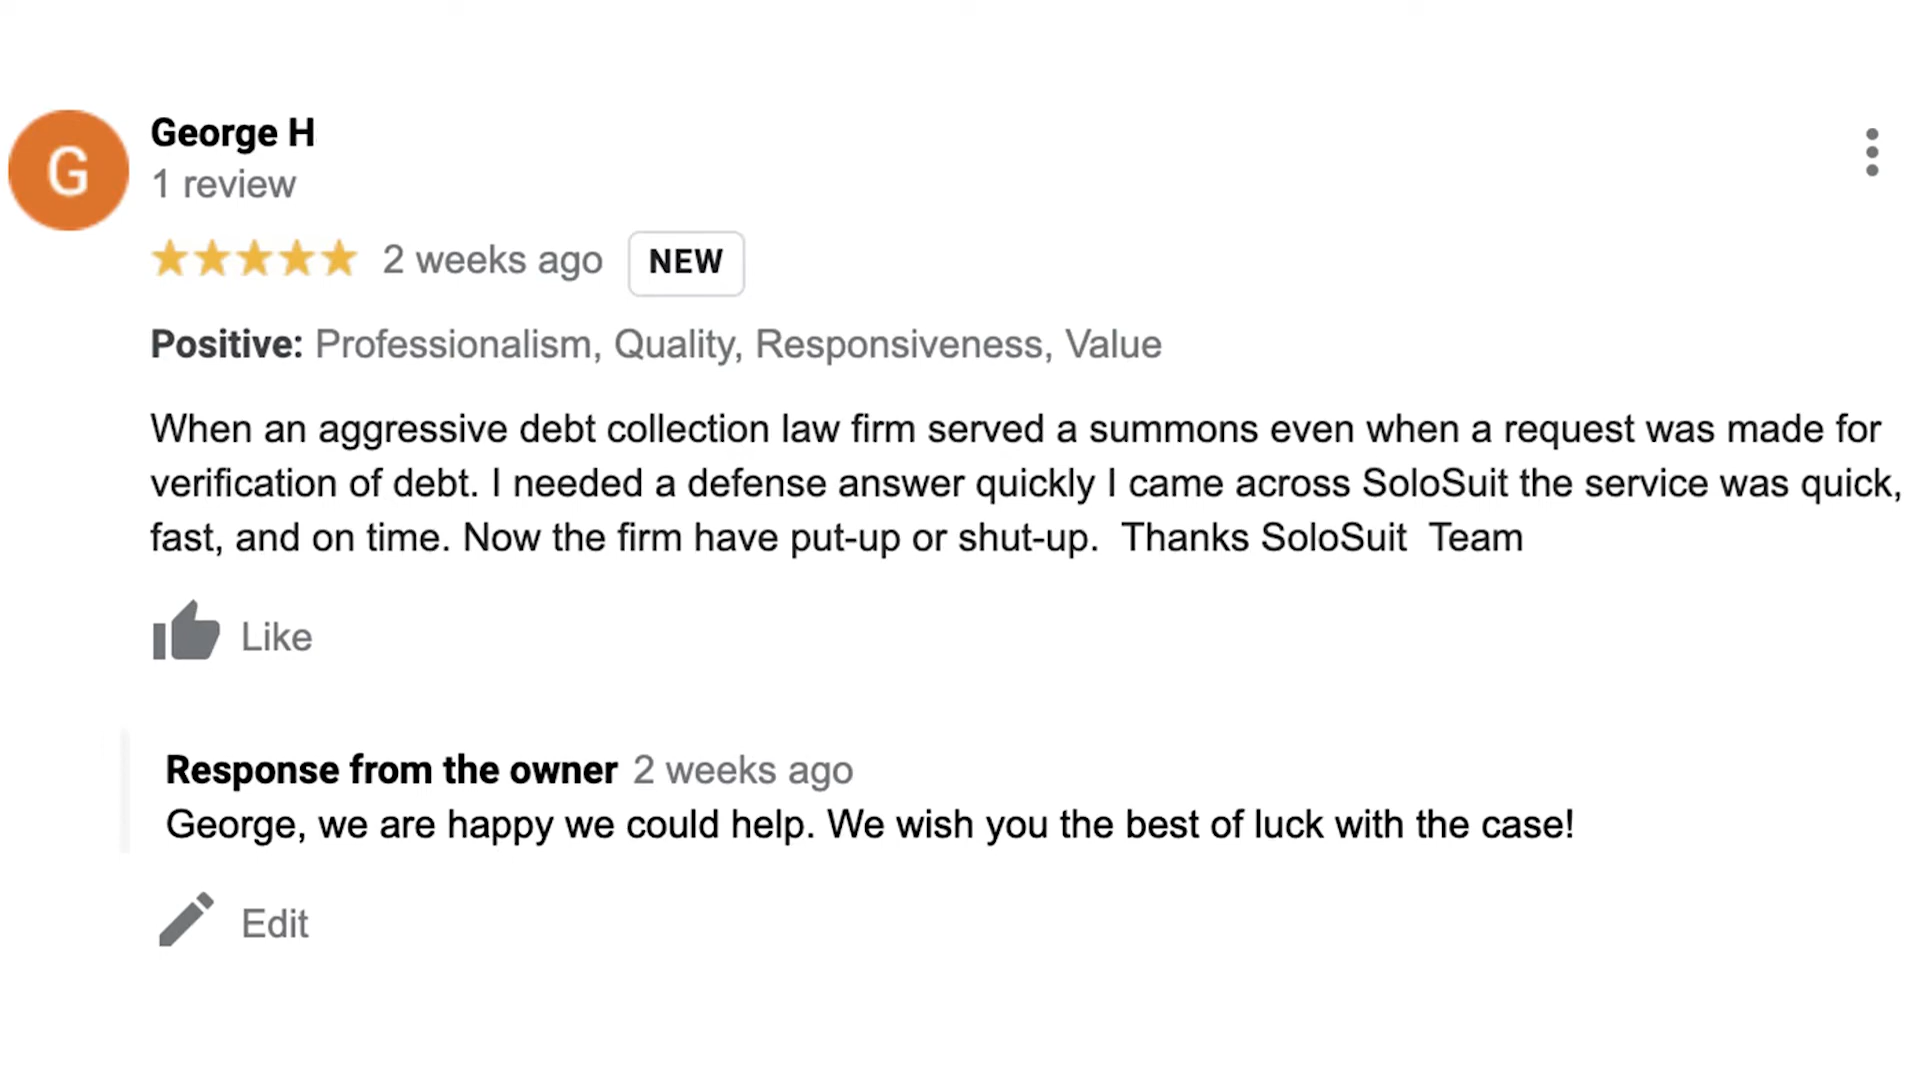 G
George H
1 review
2 weeks ago NEW
Positive: Professionalism, Quality, Responsiveness, Value
When an aggressive debt collection law firm served a summons even when a request was made for
verification of debt. I needed a defense answer quickly I came across SoloSuit the service was quick,
fast, and on time. Now the firm have put-up or shut-up.  Thanks SoloSuit  Team
Like
Response from the owner 2 weeks ago
George, we are happy we could help. We wish you the best of luck with the case!
Edit